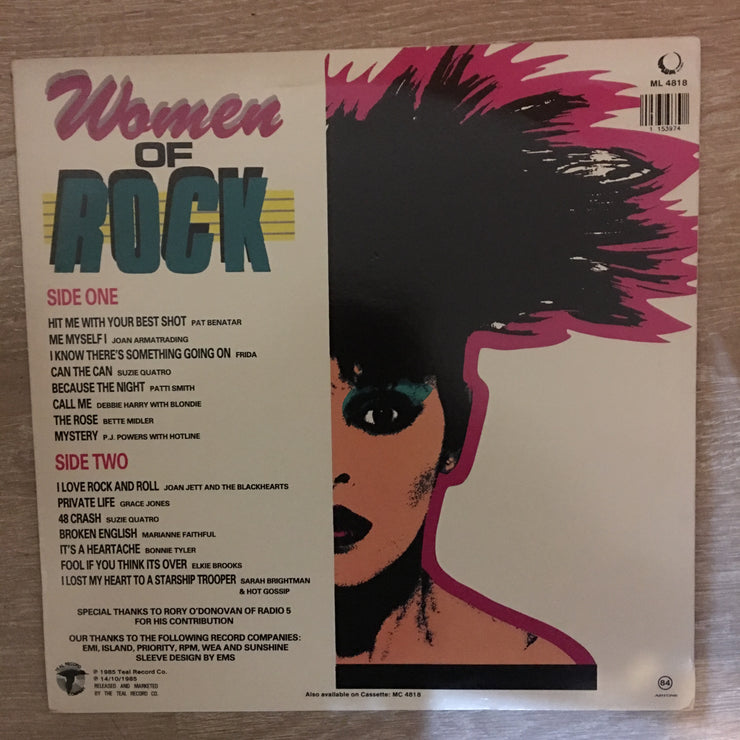 Women
OF
ROCK
SIDE ONE
HIT ME WITH YOUR BEST SHOT PAT BENATAR
ME MYSELF I JOAN ARMATRADING
I KNOW THERE'S SOMETHING GOING ON FRIDA
CAN THE CAN SUZIE QUATRO
BECAUSE THE NIGHT PATTI SMITH
CALL ME DEBBIE HARRY WITH BLONDIE
THE ROSE BETTE MIDLER
MYSTERY P.J. POWERS WITH HOTLINE
SIDE TWO
I LOVE ROCK AND ROLL JOAN JETT AND THE BLACKHEARTS
PRIVATE LIFE GRACE JONES
48 CRASH SUZIE QUATRO
BROKEN ENGLISH MARIANNE FAITHFUL
IT'S A HEARTACHE BONNIE TYLER
FOOL IF YOU THINK ITS OVER ELKIE BROOKS
I LOST MY HEART TO A STARSHIP TROOPER SARAH BRIGHTMAN
& HOT GOSSIP
SPECIAL THANKS TO RORY O'DONOVAN OF RADIO 5
FOR HIS CONTRIBUTION
OUR THANKS TO THE FOLLOWING RECORD COMPANIES:
EMI, ISLAND, PRIORITY, RPM, WEA AND SUNSHINE
SLEEVE DESIGN BY EMS
TEAL RECORD
℗ 1985 Teal Record Co.
℗ 14/10/1985
RELEASED AND MARKETED
BY THE TEAL RECORD CO.
Also available on Cassette: MC 4818
ML 4818
1 153974
84